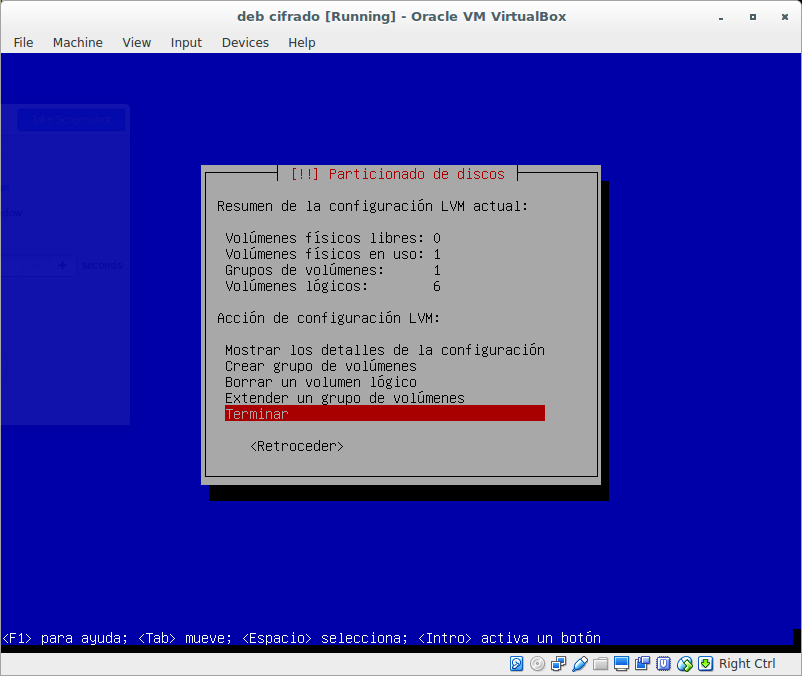 deb cifrado [Running] - Oracle VM VirtualBox
File Machine View Input Devices Help
[!!] Particionado de discos
Resumen de la configuración LVM actual:
Volúmenes físicos libres: 0
Volúmenes físicos en uso: 1
Grupos de volúmenes: 1
Volúmenes lógicos: 6
Acción de configuración LVM:
Mostrar los detalles de la configuración
Crear grupo de volúmenes
Borrar un volumen lógico
Extender un grupo de volúmenes
Terminar
<Retroceder>
seconds
<F1> para ayuda; <Tab> mueve; <Espacio> selecciona; <Intro> activa un botón
Right Ctrl